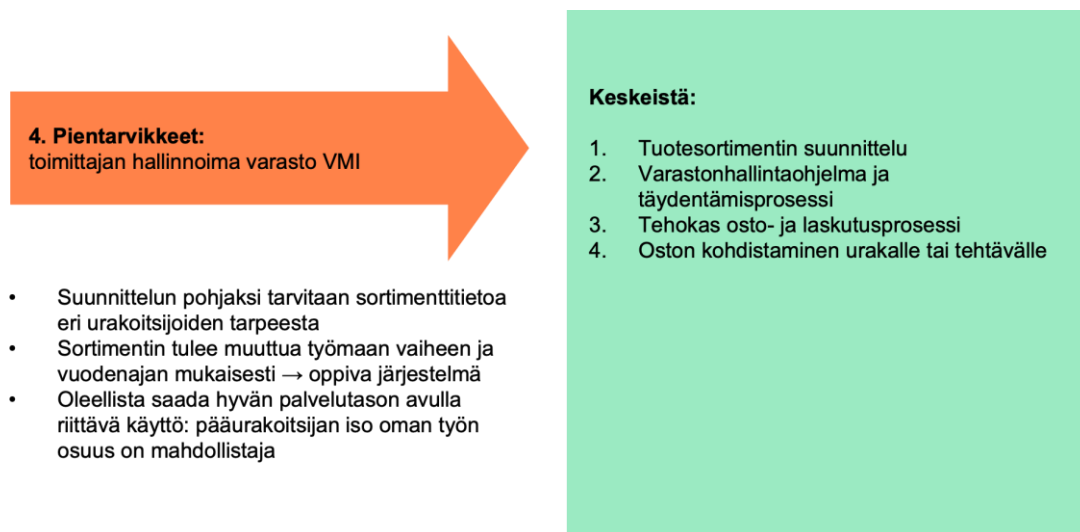 4. Pientarvikkeet:
toimittajan hallinnoima varasto VMI
• Suunnittelun pohjaksi tarvitaan sortimenttitietoa
eri urakoitsijoiden tarpeesta
• Sortimentin tulee muuttua työmaan vaiheen ja
vuodenajan mukaisesti → oppiva järjestelmä
• Oleellista saada hyvän palvelutason avulla
riittävä käyttö: pääurakoitsijan iso oman työn
osuus on mahdollistaja
Keskeistä:
1. Tuotesortimentin suunnittelu
2. Varastonhallintaohjelma ja
täydentämisprosessi
3. Tehokas osto- ja laskutusprosessi
4. Oston kohdistaminen urakalle tai tehtävälle